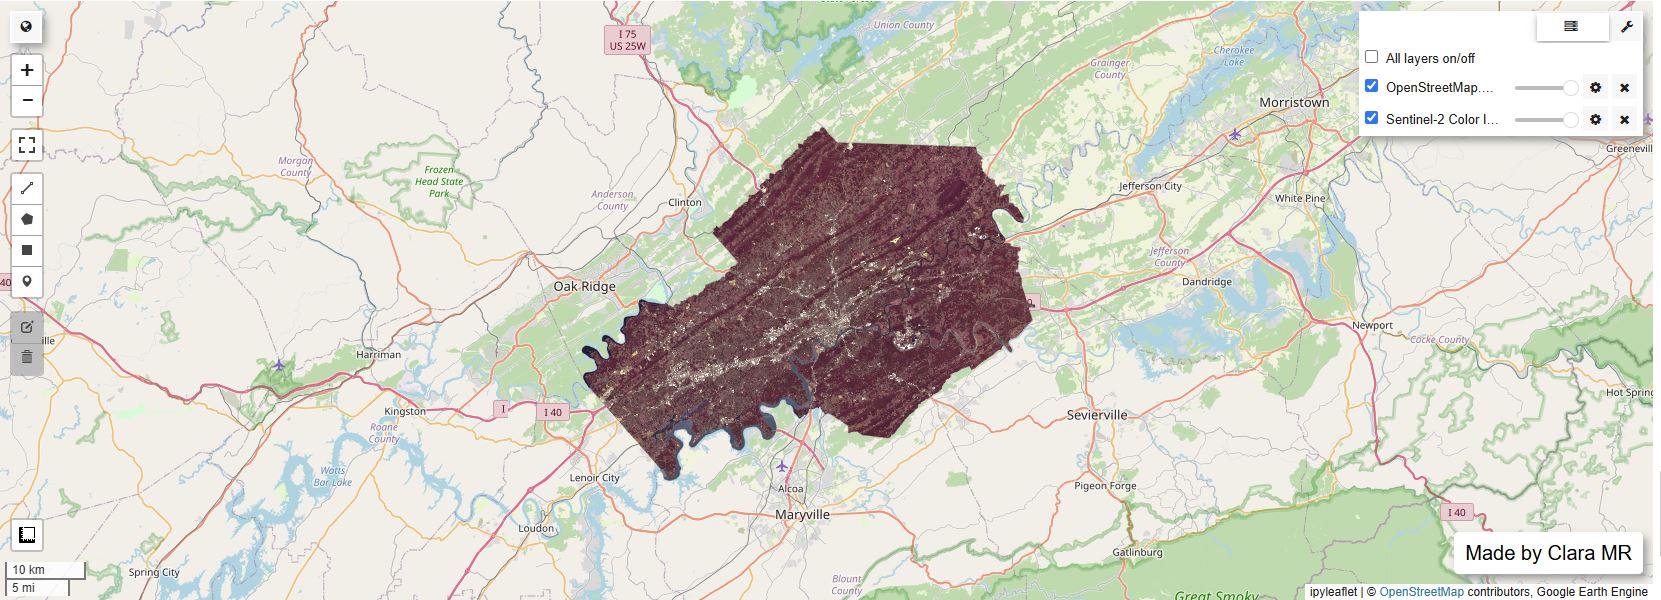 I 75
US 25W
Union County
Cherokee
Lake
Grainger
County
Morristown
All layers on/off
OpenStreetMap....
Sentinel-2 Color I...
Greenevill
Morgan
County
Frozen
Head State
Park
Anderson
County
Clinton
Jefferson City
White Pine
Jefferson
County
Oak Ridge
Dandridge
40
ville
Harriman
Newport
Cocke County
Kingston
I
I 40
Roane
County
Sevierville
Hot Spring
Watts
Bar Lake
Lenoir City
Alcoa
Pigeon Forge
Maryville
Loudon
I 40
Gatlinburg
Made by Clara MR
10 km
5 mi
Spring City
Blount
County
Great Smoky
ipyleaflet | © OpenStreetMap contributors, Google Earth Engine